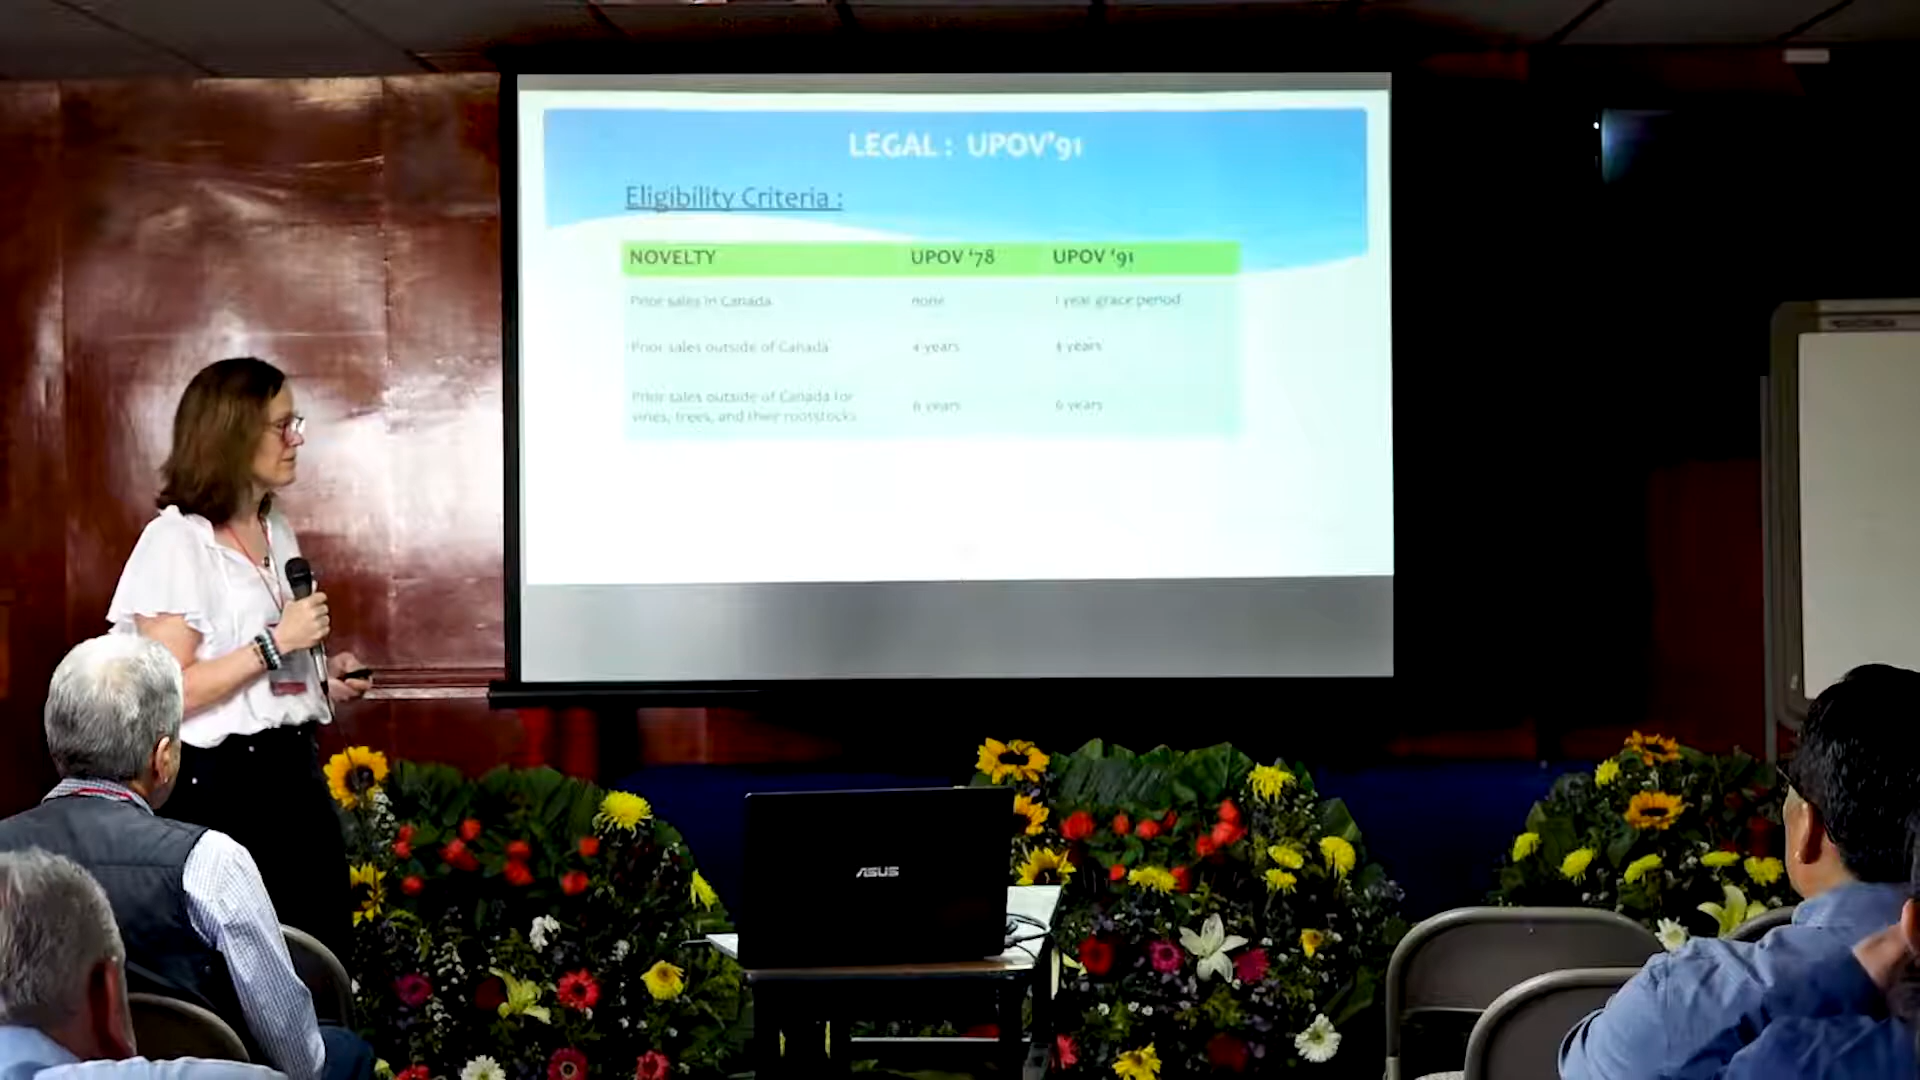 LEGAL : UPOV'91
Eligibility Criteria :
NOVELTY UPOV '78 UPOV '91
Prior sales in Canada none 1 year grace period
Prior sales outside of Canada 4 years 4 years
Prior sales outside of Canada for
vines, trees, and their rootstocks 6 years 6 years
ASUS